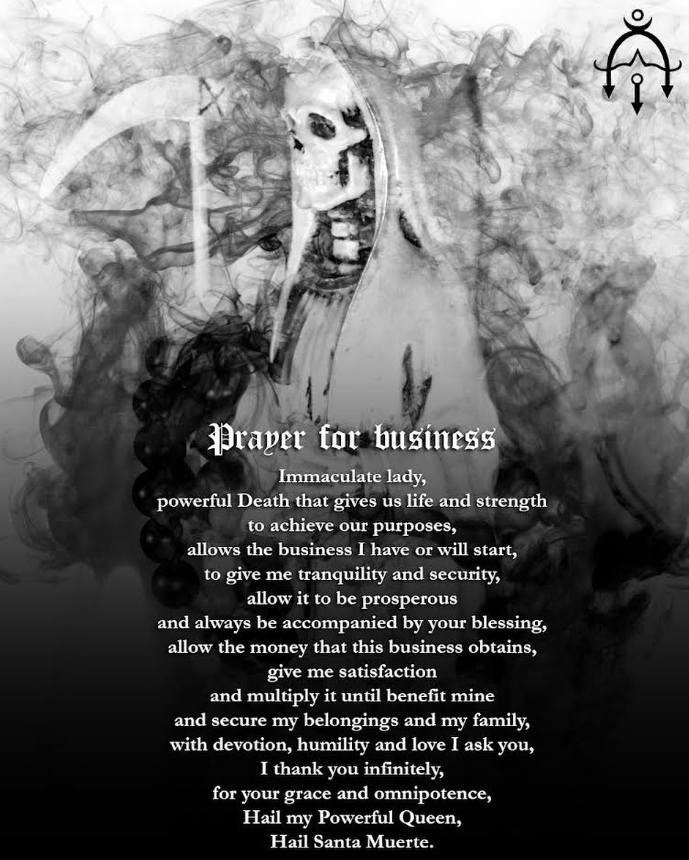 Prayer for business
Immaculate lady,
powerful Death that gives us life and strength
to achieve our purposes,
allows the business I have or will start,
to give me tranquility and security,
allow it to be prosperous
and always be accompanied by your blessing,
allow the money that this business obtains,
give me satisfaction
and multiply it until benefit mine
and secure my belongings and my family,
with devotion, humility and love I ask you,
I thank you infinitely,
for your grace and omnipotence,
Hail my Powerful Queen,
Hail Santa Muerte.